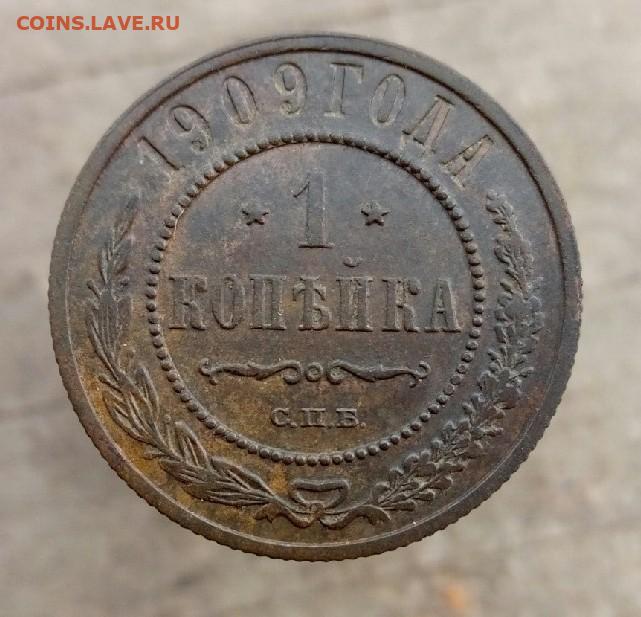 COINS.LAVE.RU
1909 ГОДА
1
КОПѢЙКА
С.П.Б.